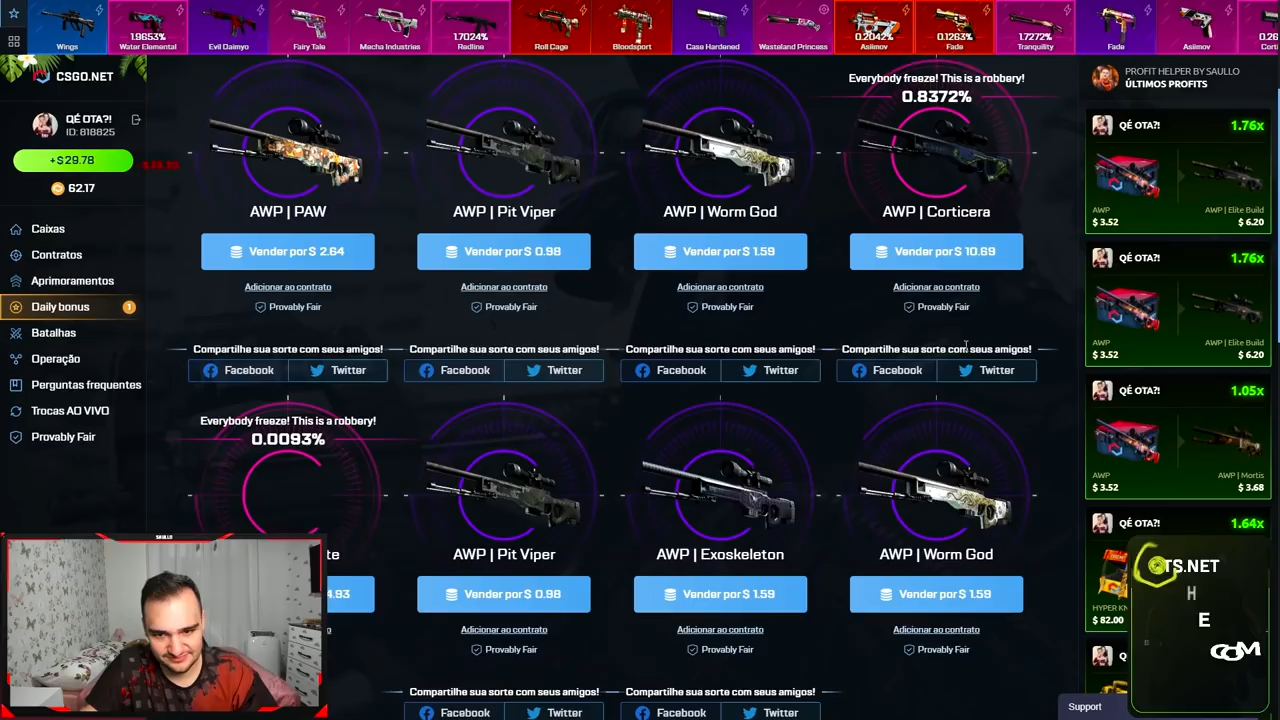 Wings
1.9653%
Water Elemental
Evil Daimyo
Fairy Tale
Mecha Industries
1.7024%
Redline
Roll Cage
Bloodsport
Case Hardened
Wasteland Princess
0.2042%
Asiimov
0.1263%
Fade
1.7272%
Tranquility
Fade
Asiimov
CSGO.NET
QÉ OTA?!
ID: 818825
+$29.78
62.17
Caixas
Contratos
Aprimoramentos
Daily bonus
1
Batalhas
Operação
Perguntas frequentes
Trocas AO VIVO
Provably Fair
Everybody freeze! This is a robbery!
0.8372%
AWP | PAW
AWP | Pit Viper
AWP | Worm God
AWP | Corticera
Vender por $ 2.64
Vender por $ 0.98
Vender por $ 1.59
Vender por $ 10.69
Adicionar ao contrato
Adicionar ao contrato
Adicionar ao contrato
Adicionar ao contrato
Provably Fair
Provably Fair
Provably Fair
Provably Fair
Compartilhe sua sorte com seus amigos!
Compartilhe sua sorte com seus amigos!
Compartilhe sua sorte com seus amigos!
Compartilhe sua sorte com seus amigos!
Facebook
Twitter
Facebook
Twitter
Facebook
Twitter
Facebook
Twitter
Everybody freeze! This is a robbery!
0.0093%
te
AWP | Pit Viper
AWP | Exoskeleton
AWP | Worm God
4.93
Vender por $ 0.98
Vender por $ 1.59
Vender por $ 1.59
Adicionar ao contrato
Adicionar ao contrato
Adicionar ao contrato
Provably Fair
Provably Fair
Provably Fair
Compartilhe sua sorte com seus amigos!
Compartilhe sua sorte com seus amigos!
Facebook
Twitter
Facebook
Twitter
SAULLO
PROFIT HELPER BY SAULLO
ÚLTIMOS PROFITS
QÉ OTA?!
1.76x
AWP
$ 3.52
AWP | Elite Build
$ 6.20
QÉ OTA?!
1.76x
AWP
$ 3.52
AWP | Elite Build
$ 6.20
QÉ OTA?!
1.05x
AWP
$ 3.52
AWP | Mortis
$ 3.68
QÉ OTA?!
1.64x
HYPER KN
$ 82.00
Q
TS.NET
H
E
COM
Support